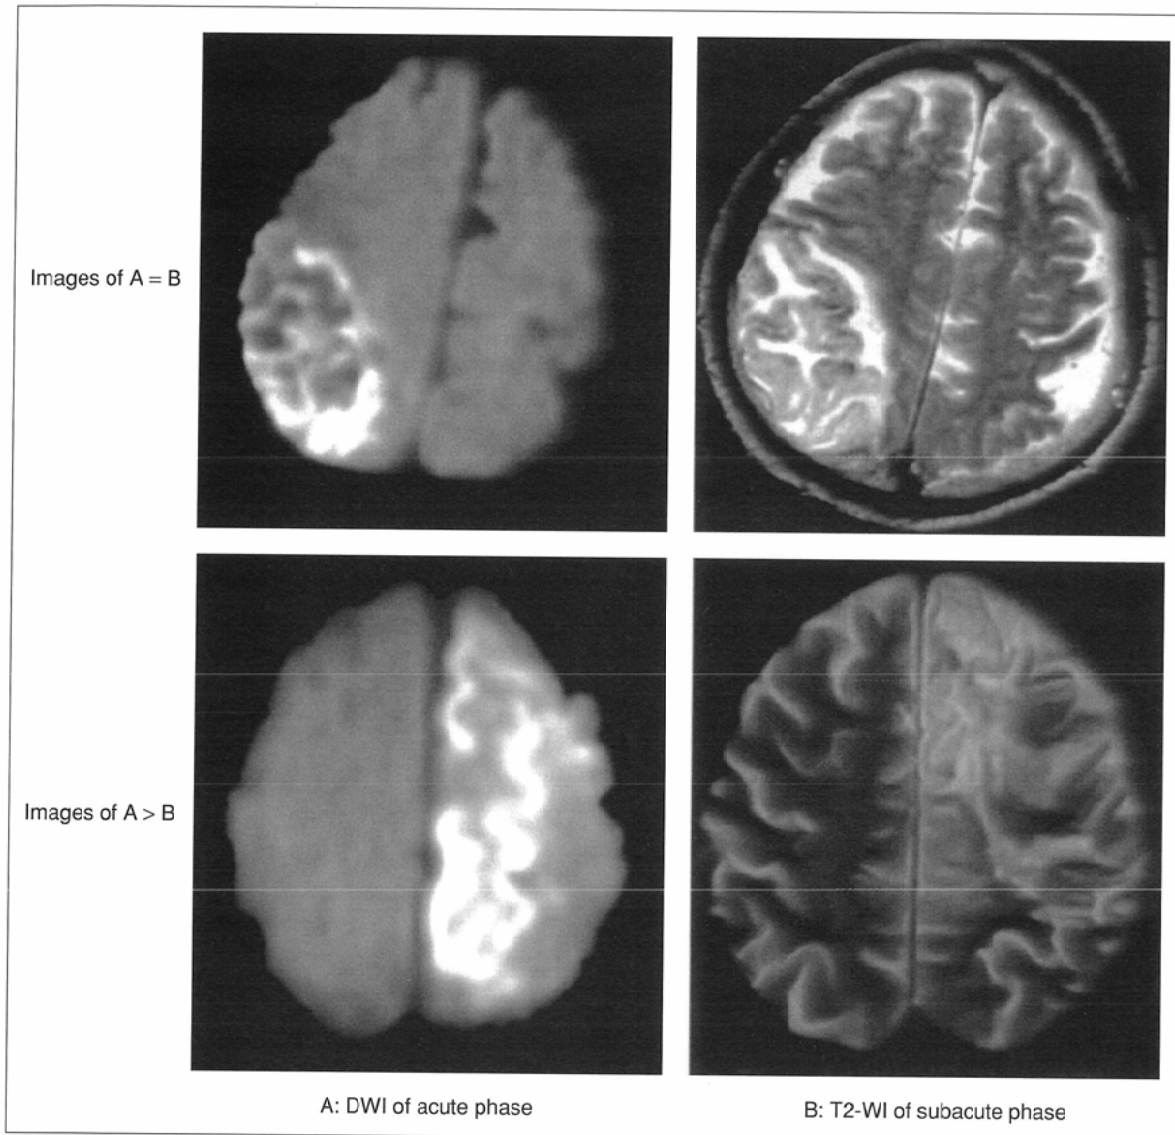 Images of A = B
Images of A > B
A: DWI of acute phase
B: T2-WI of subacute phase